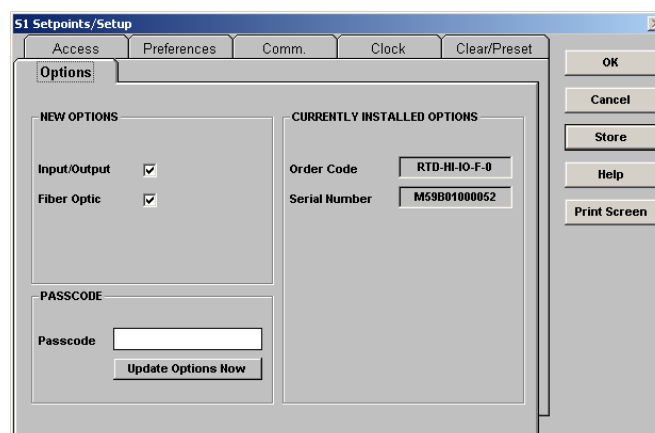 S1 Setpoints/Setup
Access Preferences Comm. Clock Clear/Preset
Options
NEW OPTIONS
Input/Output
Fiber Optic
PASSCODE
Passcode
Update Options Now
CURRENTLY INSTALLED OPTIONS
Order Code RTD-HI-IO-F-0
Serial Number M59B01000052
OK
Cancel
Store
Help
Print Screen